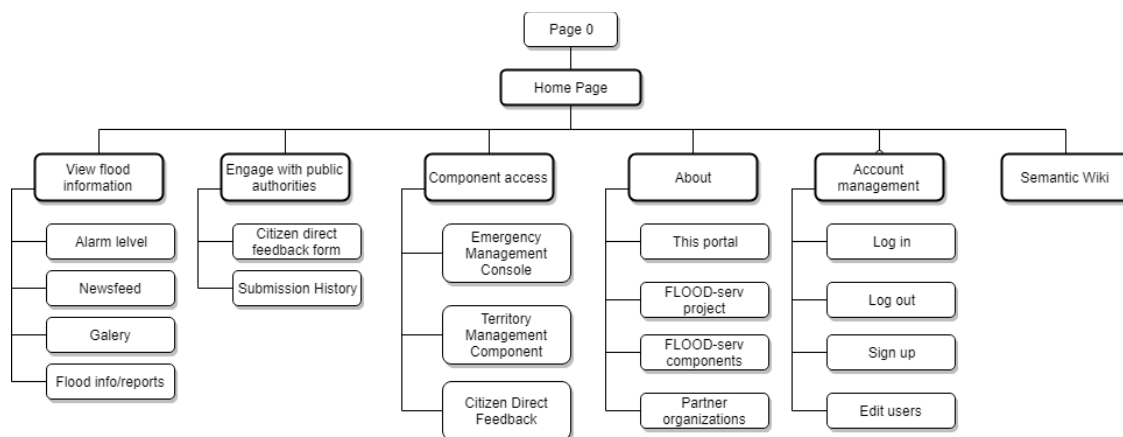 Page 0
Home Page
View flood
information
Engage with public
authorities
Component access
About
Account
management
Semantic Wiki
Alarm lelvel
Newsfeed
Galery
Flood info/reports
Citizen direct
feedback form
Submission History
Emergency
Management
Console
Territory
Management
Component
Citizen Direct
Feedback
This portal
FLOOD-serv
project
FLOOD-serv
components
Partner
organizations
Log in
Log out
Sign up
Edit users